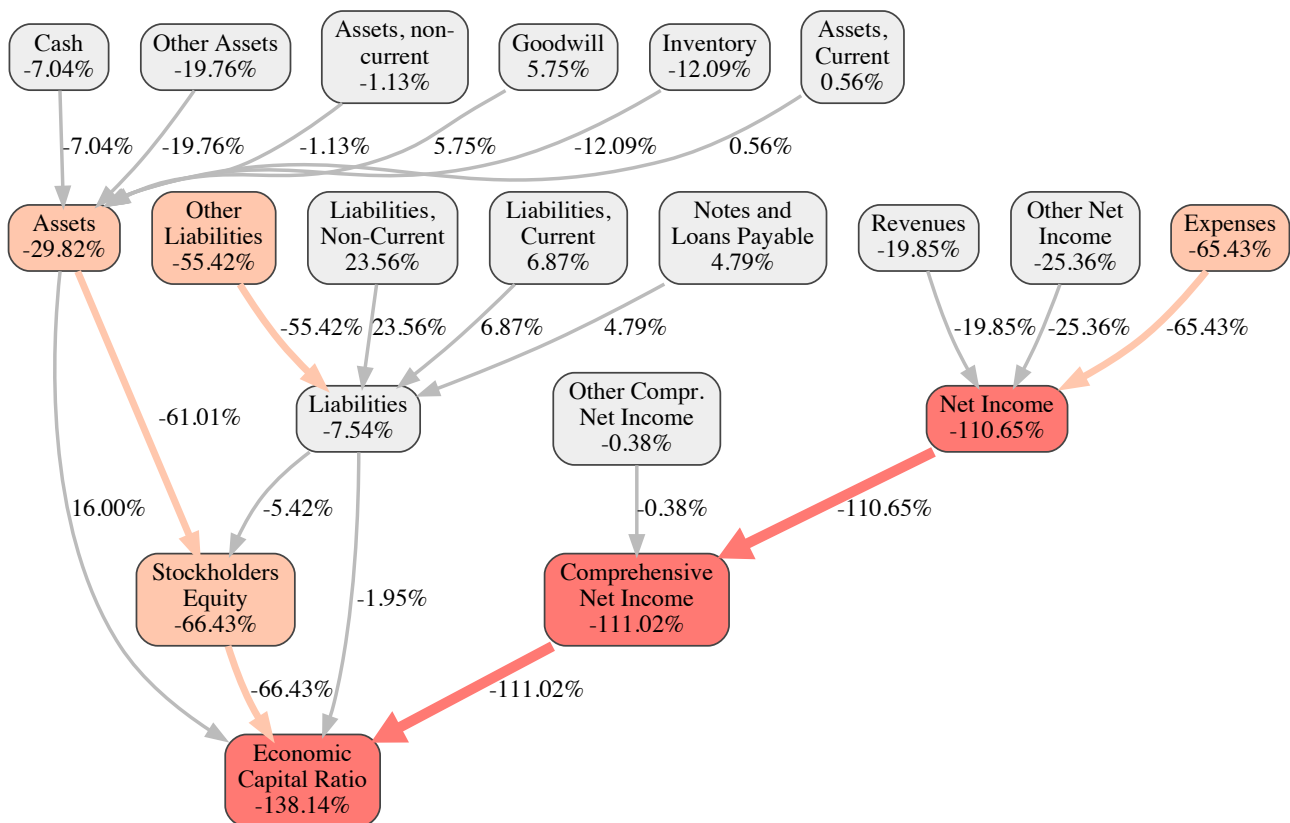 Cash
-7.04%
Other Assets
-19.76%
Assets, non-
current
-1.13%
Goodwill
5.75%
Inventory
-12.09%
Assets,
Current
0.56%
-7.04%
-19.76%
-1.13%
5.75%
-12.09%
0.56%
Assets
-29.82%
Other
Liabilities
-55.42%
Liabilities,
Non-Current
23.56%
Liabilities,
Current
6.87%
Notes and
Loans Payable
4.79%
Revenues
-19.85%
Other Net
Income
-25.36%
Expenses
-65.43%
-55.42%
23.56%
6.87%
4.79%
-19.85%
-25.36%
-65.43%
Liabilities
-7.54%
Other Compr.
Net Income
-0.38%
Net Income
-110.65%
-61.01%
16.00%
-5.42%
-0.38%
-110.65%
Stockholders
Equity
-66.43%
-1.95%
Comprehensive
Net Income
-111.02%
-66.43%
-111.02%
Economic
Capital Ratio
-138.14%